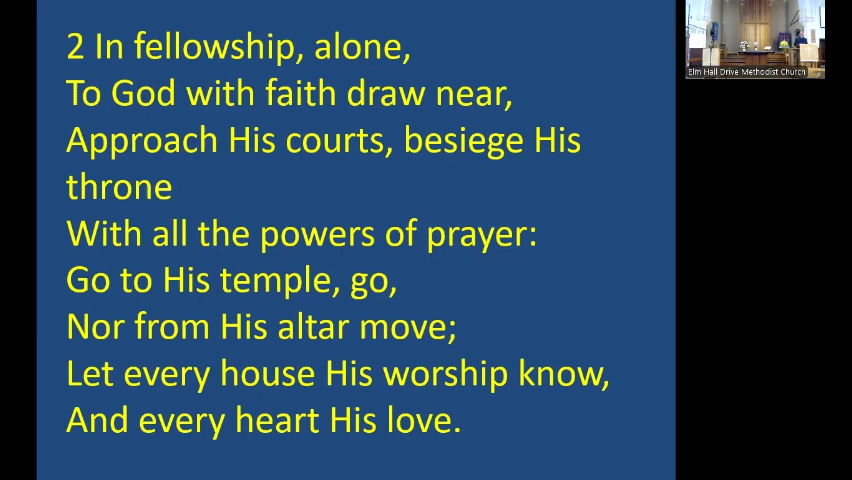 2 In fellowship, alone,
To God with faith draw near,
Approach His courts, besiege His
throne
With all the powers of prayer:
Go to His temple, go,
Nor from His altar move;
Let every house His worship know,
And every heart His love.
Elm Hall Drive Methodist Church